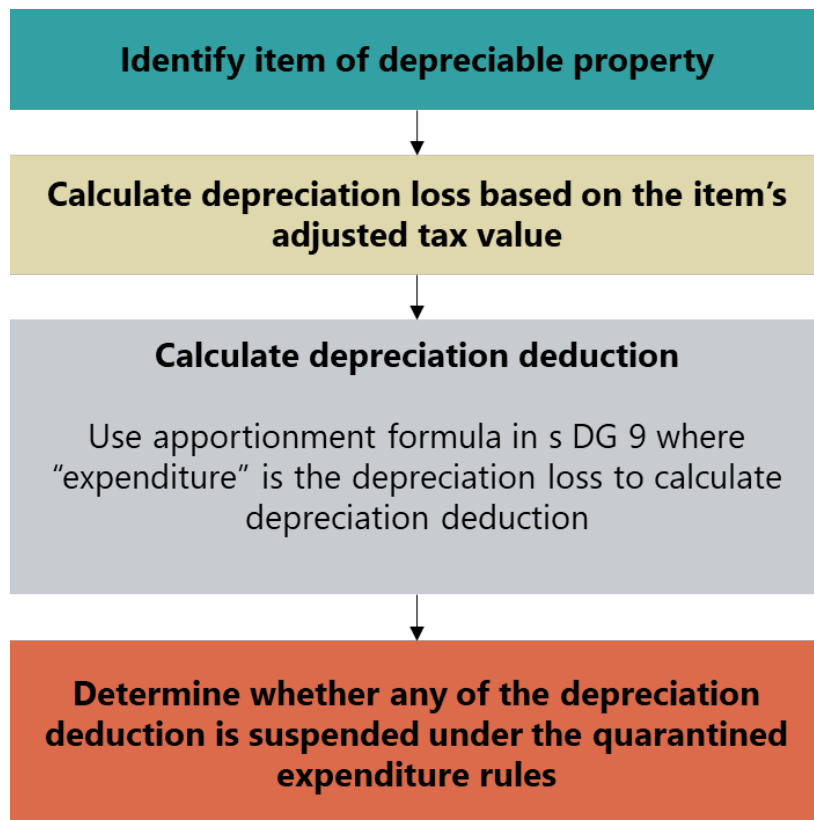 Identify item of depreciable property
Calculate depreciation loss based on the item’s
adjusted tax value
Calculate depreciation deduction
Use apportionment formula in s DG 9 where
“expenditure” is the depreciation loss to calculate
depreciation deduction
Determine whether any of the depreciation
deduction is suspended under the quarantined
expenditure rules